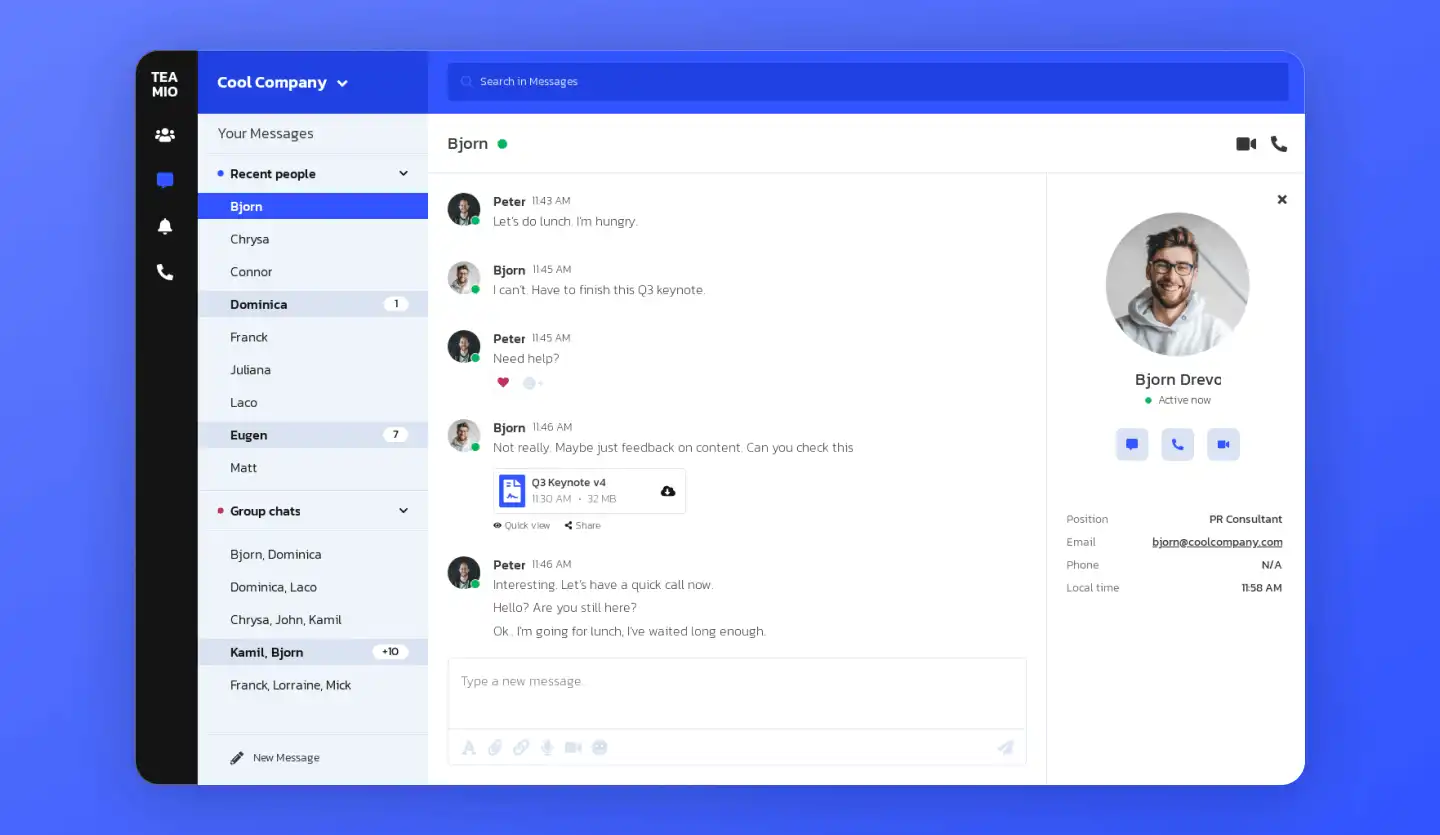 TEA
MIO
Cool Company
Search in Messages
Your Messages
Recent people
Bjorn
Chrysa
Connor
Dominica 1
Franck
Juliana
Laco
Eugen 7
Matt
Group chats
Bjorn, Dominica
Dominica, Laco
Chrysa, John, Kamil
Kamil, Bjorn +10
Franck, Lorraine, Mick
New Message
Bjorn
Peter 11:43 AM
Let's do lunch. I'm hungry.
Bjorn 11:45 AM
I can't. Have to finish this Q3 keynote.
Peter 11:45 AM
Need help?
Bjorn 11:46 AM
Not really. Maybe just feedback on content. Can you check this
Q3 Keynote v4
11:30 AM • 32 MB
Quick view Share
Peter 11:46 AM
Interesting. Let's have a quick call now.
Hello? Are you still here?
Ok.. I'm going for lunch, I've waited long enough.
Type a new message..
Bjorn Drevo
Active now
Position PR Consultant
Email bjorn@coolcompany.com
Phone N/A
Local time 11:58 AM